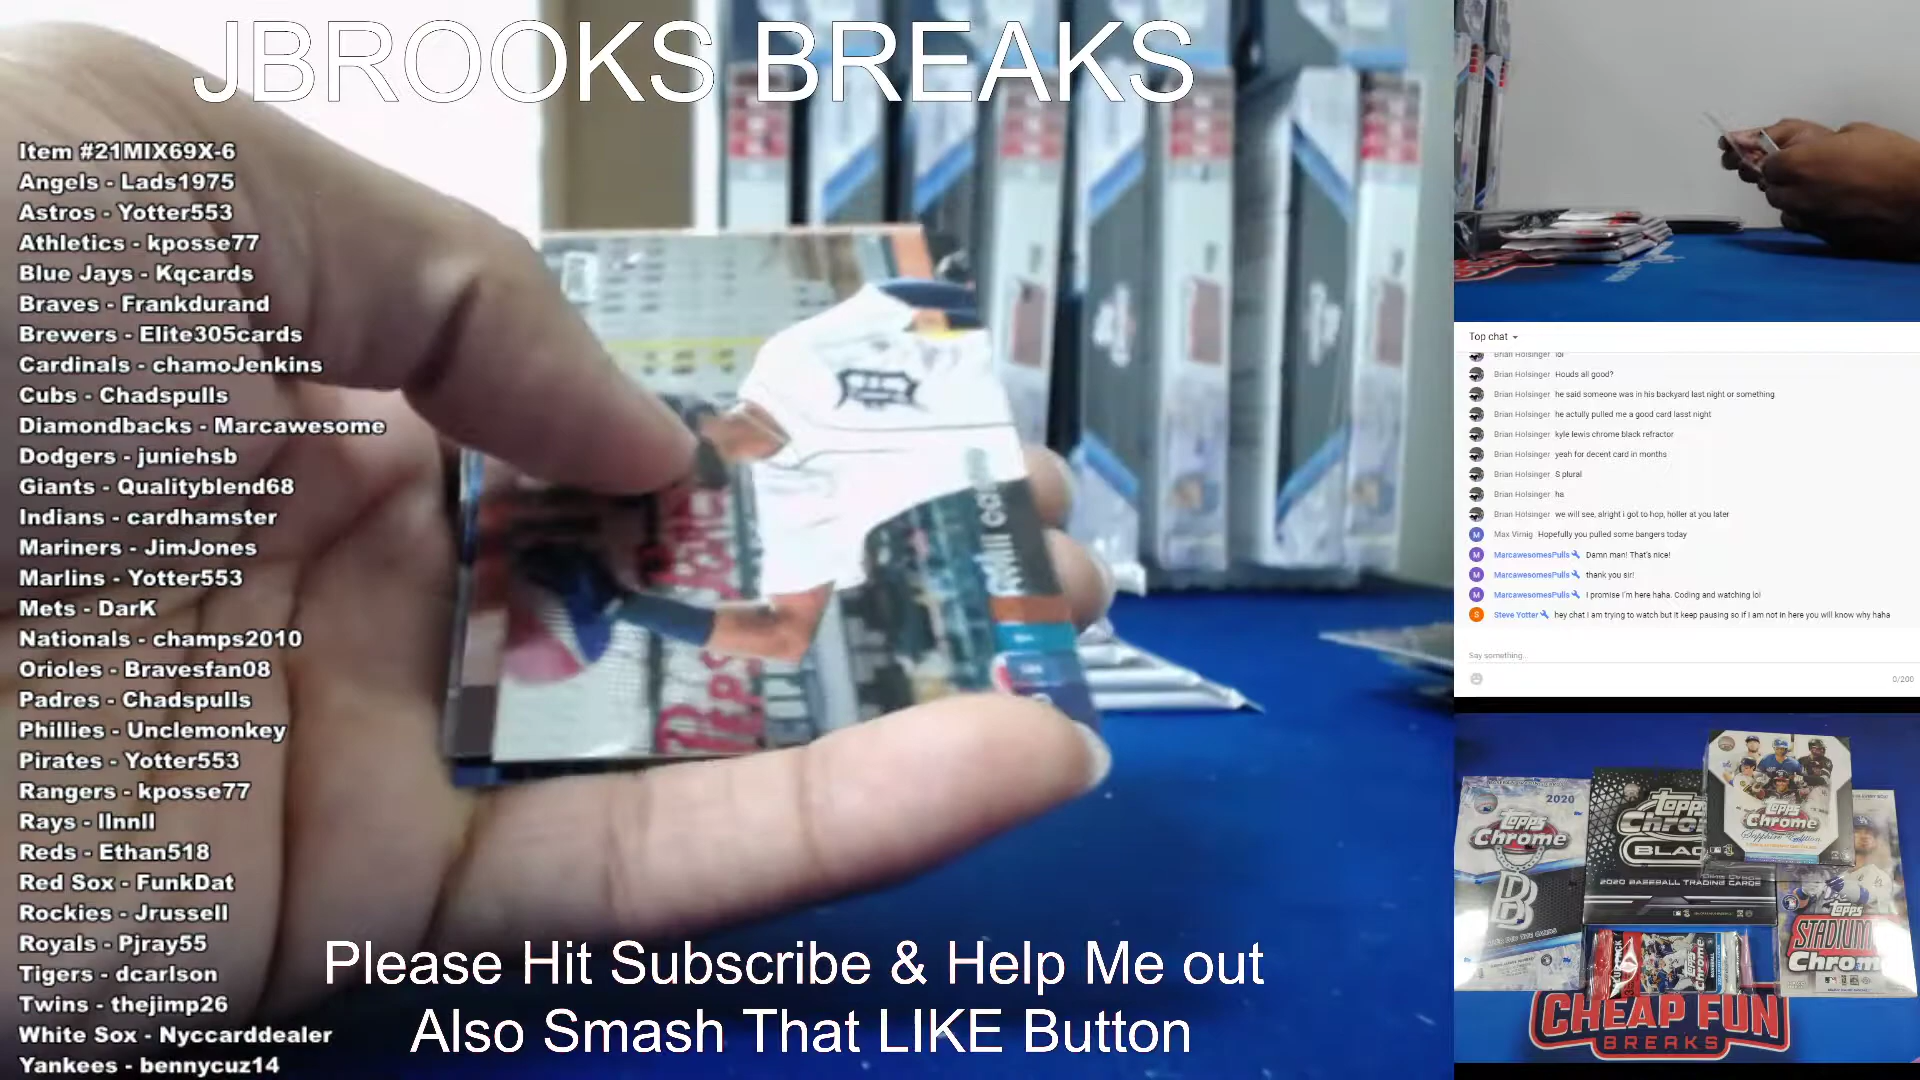 JBROOKS BREAKS
Item #21MIX69X-6
Angels - Lads1975
Astros - Yotter553
Athletics - kposse77
Blue Jays - Kqcards
Braves - Frankdurand
Brewers - Elite305cards
Cardinals - chamoJenkins
Cubs - Chadspulls
Diamondbacks - Marcawesome
Dodgers - juniehsb
Giants - Qualityblend68
Indians - cardhamster
Mariners - JimJones
Marlins - Yotter553
Mets - DarK
Nationals - champs2010
Orioles - Bravesfan08
Padres - Chadspulls
Phillies - Unclemonkey
Pirates - Yotter553
Rangers - kposse77
Rays - llnnll
Reds - Ethan518
Red Sox - FunkDat
Rockies - Jrussell
Royals - Pjray55
Tigers - dcarlson
Twins - thejimp26
White Sox - Nyccarddealer
Yankees - bennycuz14
Please Hit Subscribe & Help Me out
Also Smash That LIKE Button
Top chat
Brian Holsinger lol
Brian Holsinger Houds all good?
Brian Holsinger he said someone was in his backyard last night or something
Brian Holsinger he actully pulled me a good card lasst night
Brian Holsinger kyle lewis chrome black refractor
Brian Holsinger yeah for decent card in months
Brian Holsinger S plural
Brian Holsinger ha
Brian Holsinger we will see, alright i got to hop, holler at you later
M Max Virnig Hopefully you pulled some bangers today
M MarcawesomesPulls Damn man! That's nice!
M MarcawesomesPulls thank you sir!
M MarcawesomesPulls I promise I'm here haha. Coding and watching lol
S Steve Yotter hey chat i am trying to watch but it keep pausing so if I am not in here you will know why haha
Say something...
0/200
2020
Topps
Chrome
B
Topps
Chro
BLAC
2020 BASEBALL TRADING CARDS
Topps
Chrome
Sapphire Edition
Topps
Chrome
Topps
STADIUM
Chrome
CHEAP FUN
BREAKS